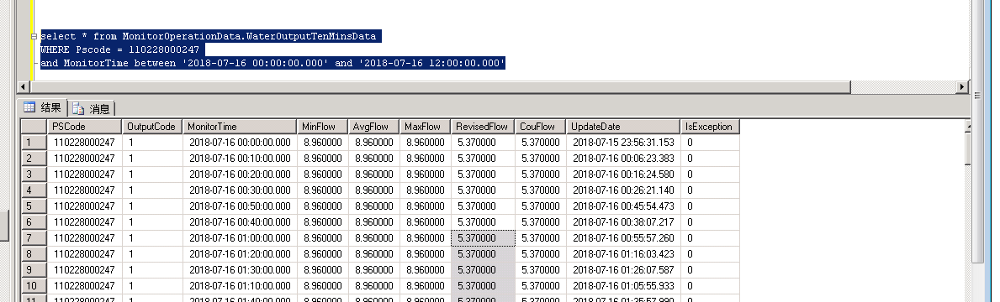 select * from MonitorOperationData.WaterOutputTenMinsData
WHERE Pscode = 110228000247
and MonitorTime between '2018-07-16 00:00:00.000' and '2018-07-16 12:00:00.000'
结果 消息
PSCode OutputCode MonitorTime MinFlow AvgFlow MaxFlow RevisedFlow CouFlow UpdateDate IsException
1 110228000247 1 2018-07-16 00:00:00.000 8.960000 8.960000 8.960000 5.370000 5.370000 2018-07-15 23:56:31.153 0
2 110228000247 1 2018-07-16 00:10:00.000 8.960000 8.960000 8.960000 5.370000 5.370000 2018-07-16 00:06:23.383 0
3 110228000247 1 2018-07-16 00:20:00.000 8.960000 8.960000 8.960000 5.370000 5.370000 2018-07-16 00:16:24.580 0
4 110228000247 1 2018-07-16 00:30:00.000 8.960000 8.960000 8.960000 5.370000 5.370000 2018-07-16 00:26:21.140 0
5 110228000247 1 2018-07-16 00:50:00.000 8.960000 8.960000 8.960000 5.370000 5.370000 2018-07-16 00:45:54.473 0
6 110228000247 1 2018-07-16 00:40:00.000 8.960000 8.960000 8.960000 5.370000 5.370000 2018-07-16 00:38:07.217 0
7 110228000247 1 2018-07-16 01:00:00.000 8.960000 8.960000 8.960000 5.370000 5.370000 2018-07-16 00:55:57.260 0
8 110228000247 1 2018-07-16 01:20:00.000 8.960000 8.960000 8.960000 5.370000 5.370000 2018-07-16 01:16:03.423 0
9 110228000247 1 2018-07-16 01:30:00.000 8.960000 8.960000 8.960000 5.370000 5.370000 2018-07-16 01:26:07.587 0
10 110228000247 1 2018-07-16 01:10:00.000 8.960000 8.960000 8.960000 5.370000 5.370000 2018-07-16 01:05:55.933 0
11 110228000247 1 2018-07-16 01:40:00.000 8.960000 8.960000 8.960000 5.370000 5.370000 2018-07-16 01:35:57.990 0